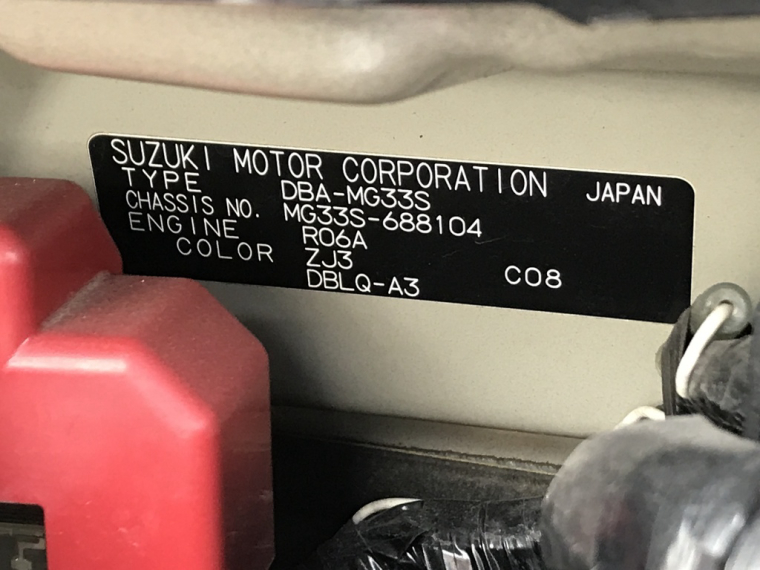 SUZUKI MOTOR CORPORATION JAPAN
TYPE DBA-MG33S
CHASSIS NO. MG33S-688104
ENGINE R06A
COLOR ZJ3 C08
DBLQ-A3